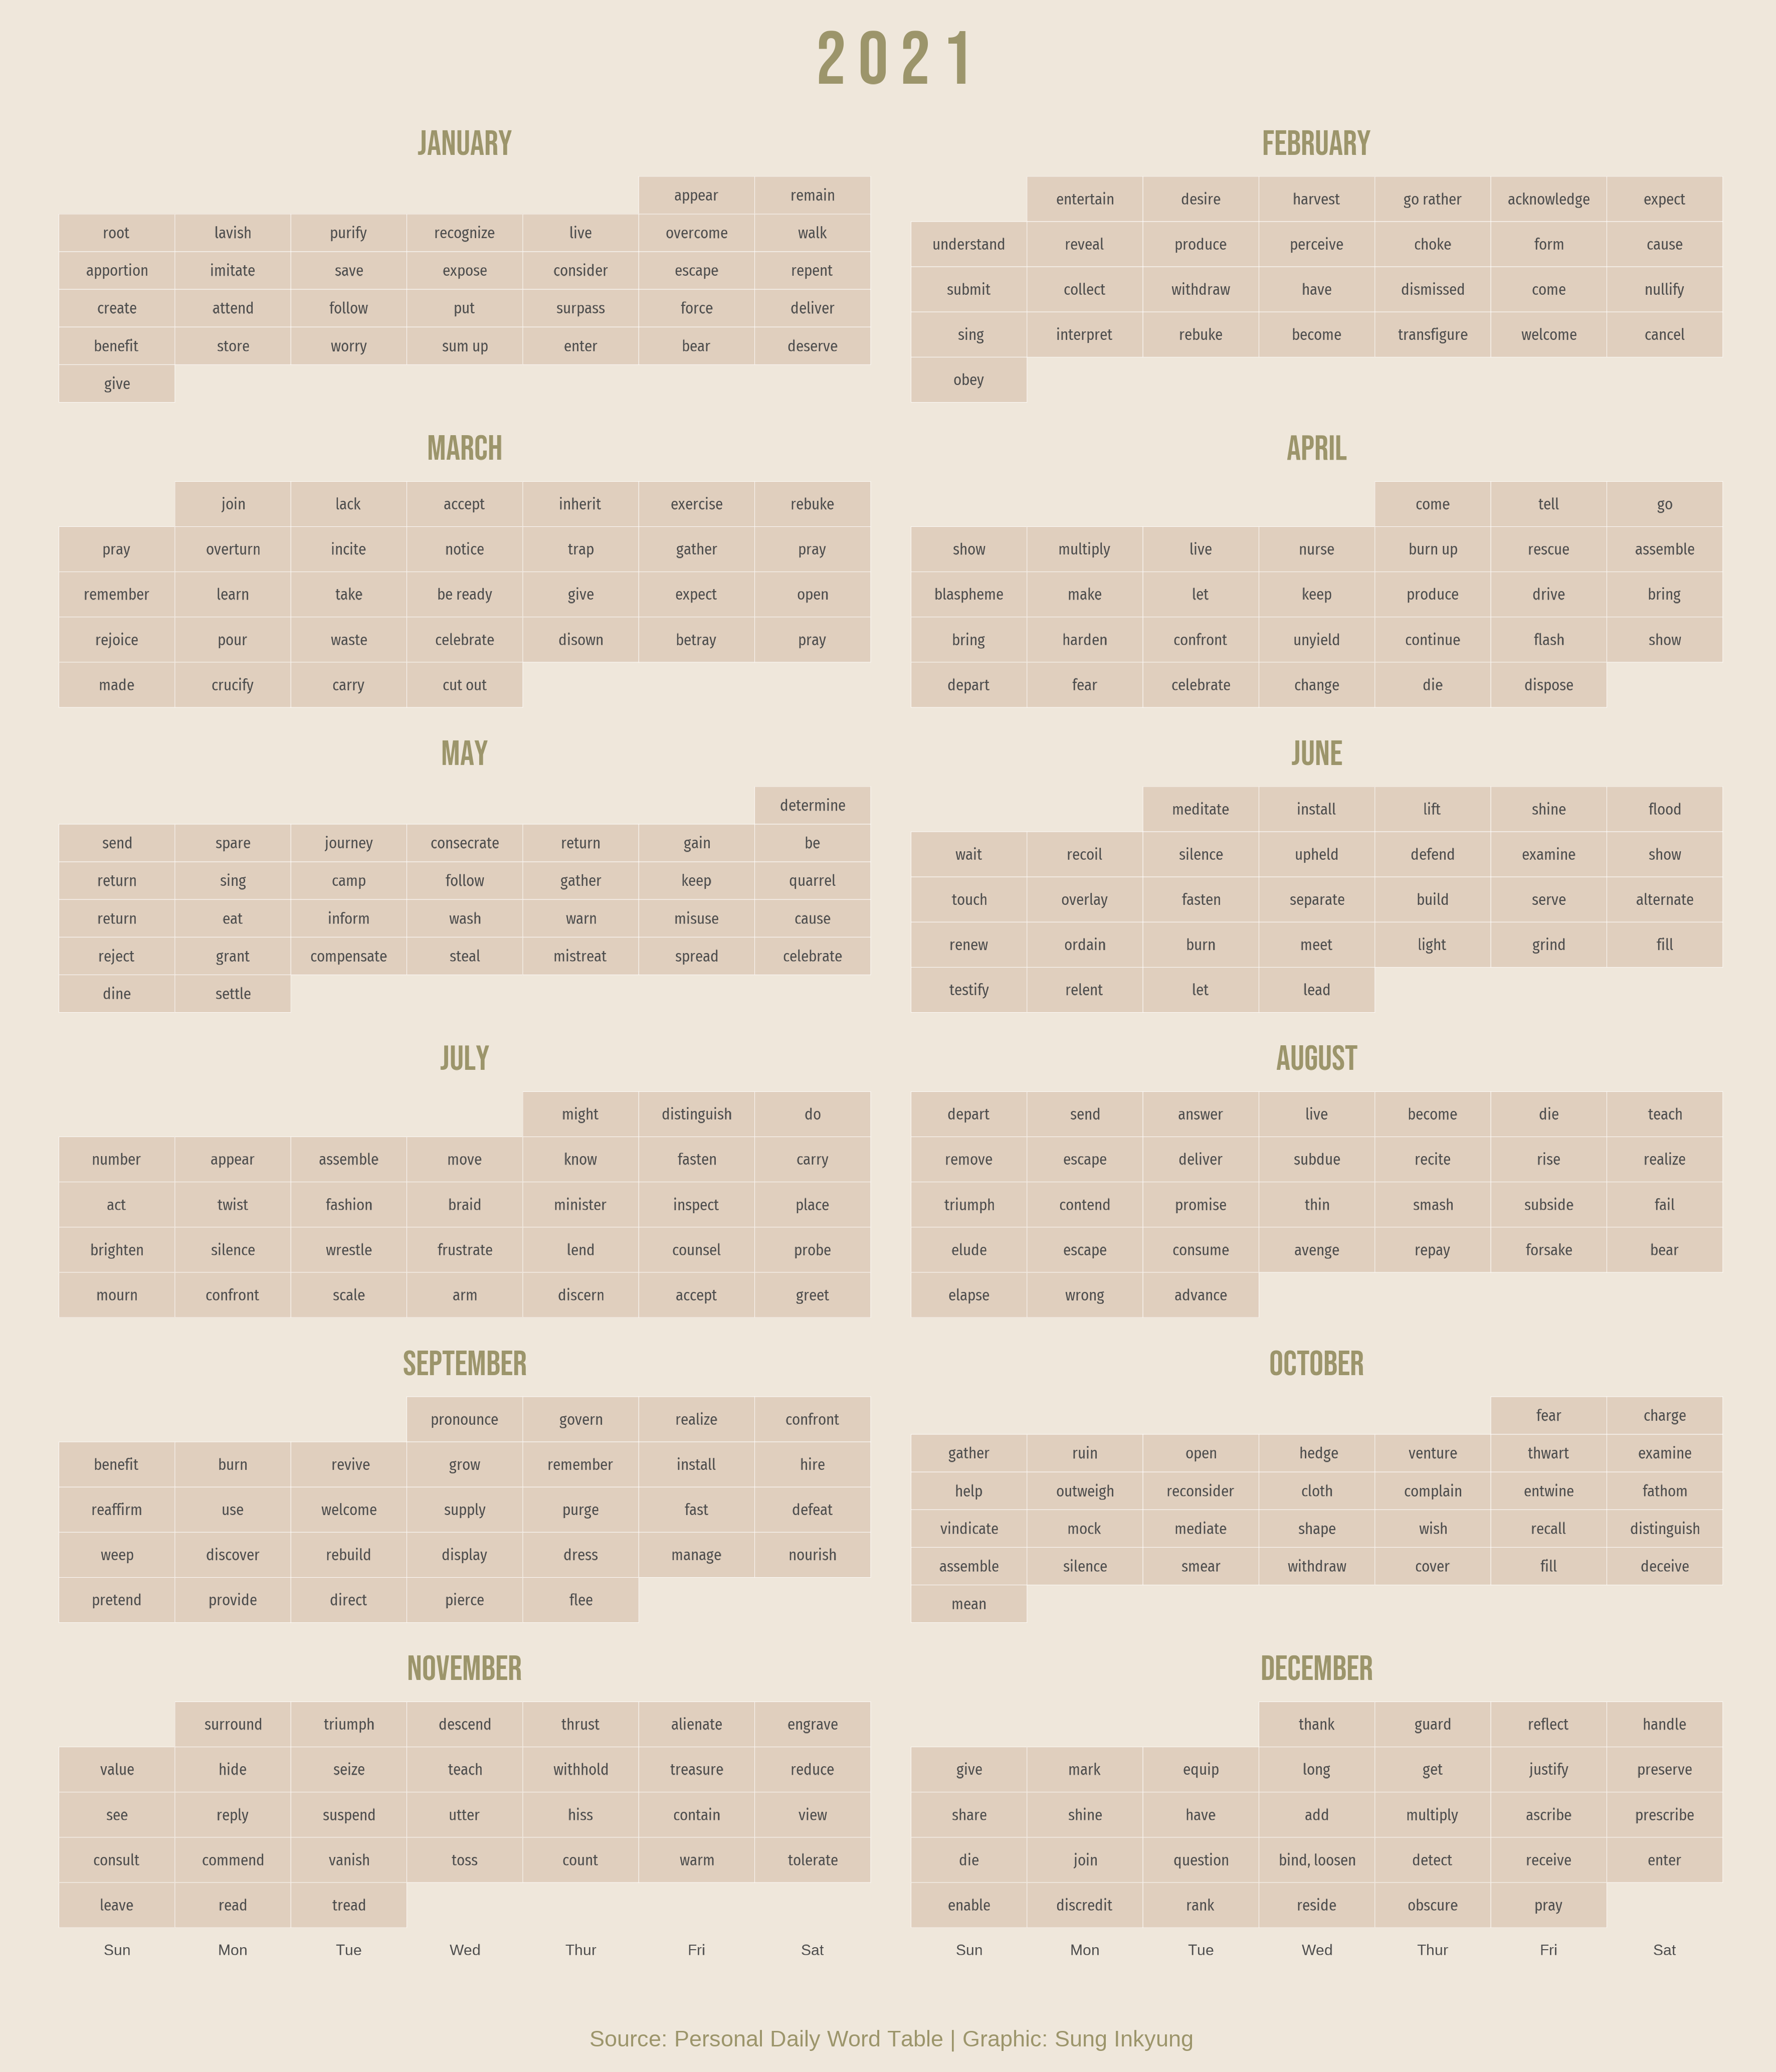 2021
JANUARY
appear remain
root lavish purify recognize live overcome walk
apportion imitate save expose consider escape repent
create attend follow put surpass force deliver
benefit store worry sum up enter bear deserve
give
FEBRUARY
entertain desire harvest go rather acknowledge expect
understand reveal produce perceive choke form cause
submit collect withdraw have dismissed come nullify
sing interpret rebuke become transfigure welcome cancel
obey
MARCH
join lack accept inherit exercise rebuke
pray overturn incite notice trap gather pray
remember learn take be ready give expect open
rejoice pour waste celebrate disown betray pray
made crucify carry cut out
APRIL
come tell go
show multiply live nurse burn up rescue assemble
blaspheme make let keep produce drive bring
bring harden confront unyield continue flash show
depart fear celebrate change die dispose
MAY
determine
send spare journey consecrate return gain be
return sing camp follow gather keep quarrel
return eat inform wash warn misuse cause
reject grant compensate steal mistreat spread celebrate
dine settle
JUNE
meditate install lift shine flood
wait recoil silence upheld defend examine show
touch overlay fasten separate build serve alternate
renew ordain burn meet light grind fill
testify relent let lead
JULY
might distinguish do
number appear assemble move know fasten carry
act twist fashion braid minister inspect place
brighten silence wrestle frustrate lend counsel probe
mourn confront scale arm discern accept greet
AUGUST
depart send answer live become die teach
remove escape deliver subdue recite rise realize
triumph contend promise thin smash subside fail
elude escape consume avenge repay forsake bear
elapse wrong advance
SEPTEMBER
pronounce govern realize confront
benefit burn revive grow remember install hire
reaffirm use welcome supply purge fast defeat
weep discover rebuild display dress manage nourish
pretend provide direct pierce flee
OCTOBER
fear charge
gather ruin open hedge venture thwart examine
help outweigh reconsider cloth complain entwine fathom
vindicate mock mediate shape wish recall distinguish
assemble silence smear withdraw cover fill deceive
mean
NOVEMBER
surround triumph descend thrust alienate engrave
value hide seize teach withhold treasure reduce
see reply suspend utter hiss contain view
consult commend vanish toss count warm tolerate
leave read tread
Sun Mon Tue Wed Thur Fri Sat
DECEMBER
thank guard reflect handle
give mark equip long get justify preserve
share shine have add multiply ascribe prescribe
die join question bind, loosen detect receive enter
enable discredit rank reside obscure pray
Sun Mon Tue Wed Thur Fri Sat
Source: Personal Daily Word Table | Graphic: Sung Inkyung